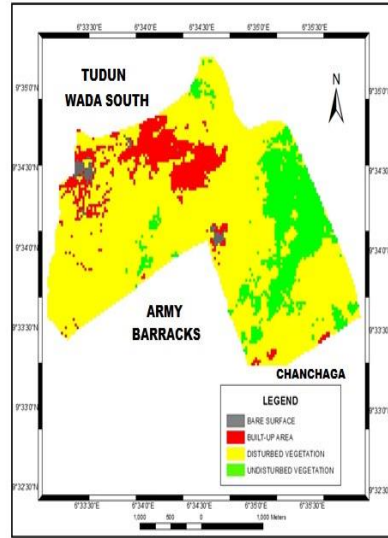 6°33'30"E 6°34'0"E 6°34'30"E 6°35'0"E 6°35'30"E
TUDUN
WADA SOUTH
N
9°35'0"N 9°35'0"N
9°34'30"N 9°34'30"N
9°34'0"N 9°34'0"N
ARMY
BARRACKS
9°33'30"N 9°33'30"N
CHANCHAGA
9°33'0"N 9°33'0"N
LEGEND
BARE SURFACE
BUILT-UP AREA
DISTURBED VEGETATION
UNDISTURBED VEGETATION
9°32'30"N 9°32'30"N
6°33'30"E 6°34'0"E 6°34'30"E 6°35'0"E 6°35'30"E
1,000 500 0 1,000 Meters